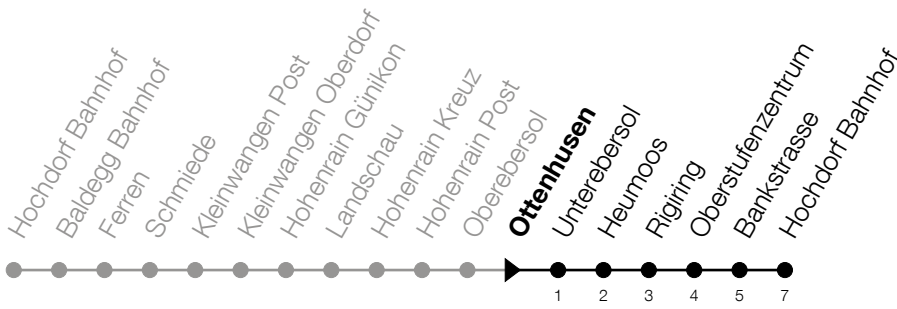 Hochdorf Bahnhof
Baldegg Bahnhof
Ferren
Schmiede
Kleinwangen Post
Kleinwangen Oberdorf
Hohenrain Günikon
Landschau
Hohenrain Kreuz
Hohenrain Post
Oberebersol
Ottenhusen
Unterebersol
Heumoos
Rigiring
Oberstufenzentrum
Bankstrasse
Hochdorf Bahnhof
1 2 3 4 5 7